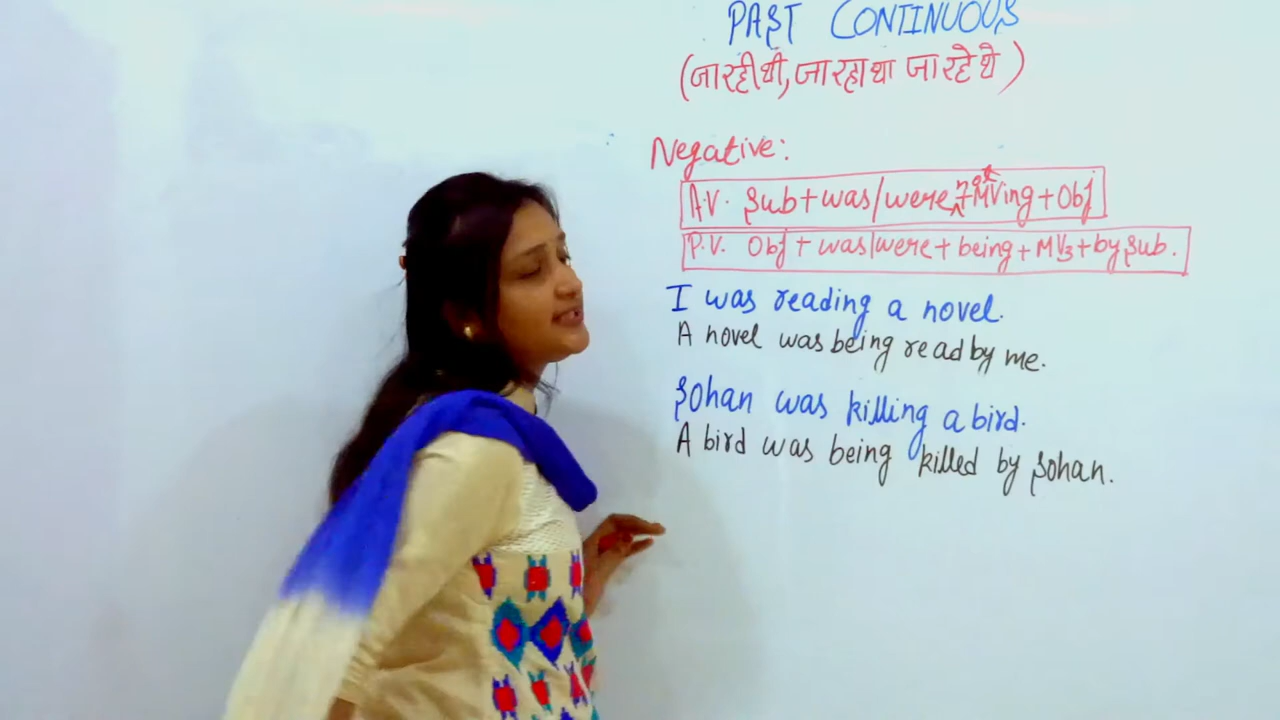 PAST CONTINUOUS
(जा रही थी, जा रहा था जा रहे थे)
Negative:
A.V. Sub + was/were not + MVing + Obj
P.V. Obj + was/were + being + MV3 + by sub.
I was reading a novel.
A novel was being read by me.
Sohan was killing a bird.
A bird was being killed by Sohan.